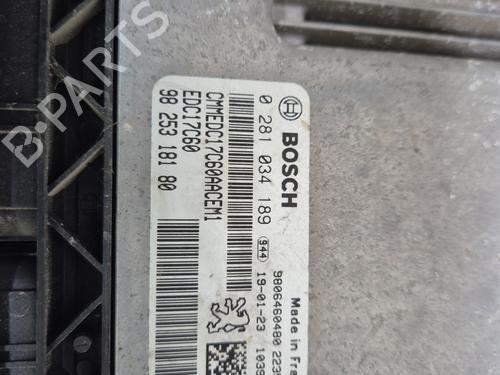 B-PARTS
BOSCH
0 281 034 189
944
CMMEDC17C60AACEM1
EDC17C60
98 253 181 80
Made in Fra
9806460480 223
19-01-23 1039